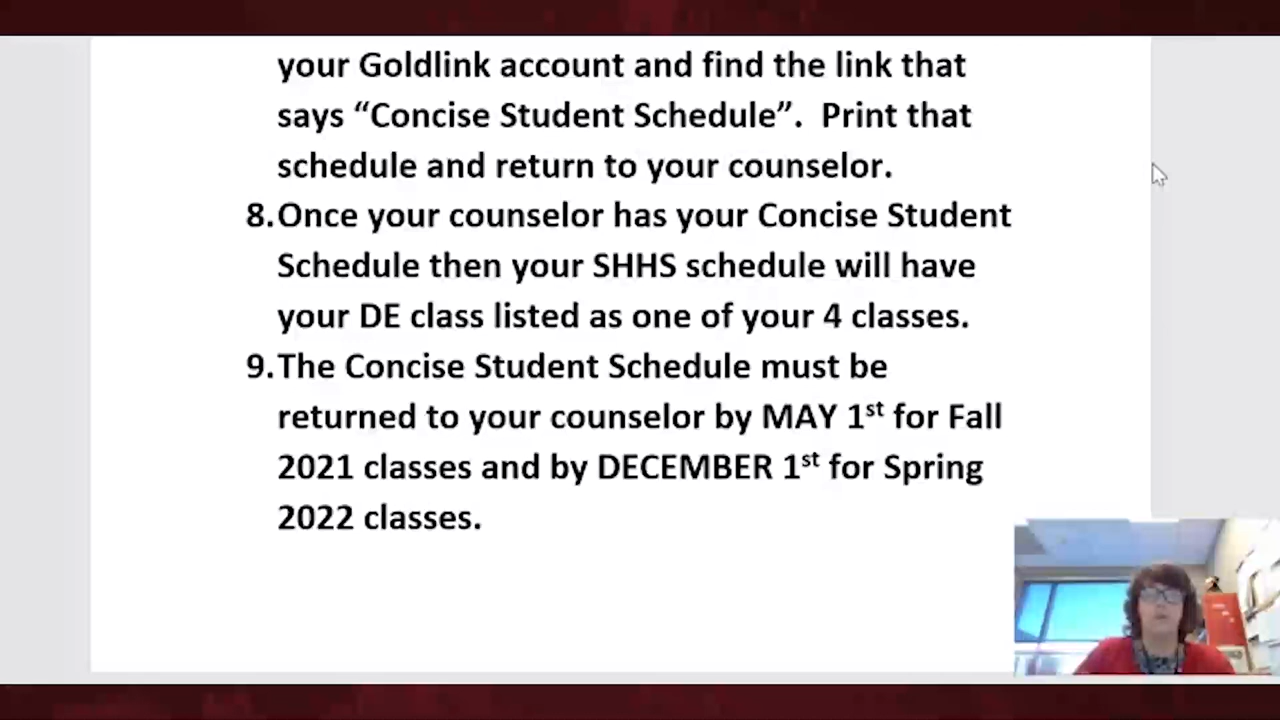 your Goldlink account and find the link that
says “Concise Student Schedule”.  Print that
schedule and return to your counselor.
8. Once your counselor has your Concise Student
Schedule then your SHHS schedule will have
your DE class listed as one of your 4 classes.
9. The Concise Student Schedule must be
returned to your counselor by MAY 1st for Fall
2021 classes and by DECEMBER 1st for Spring
2022 classes.